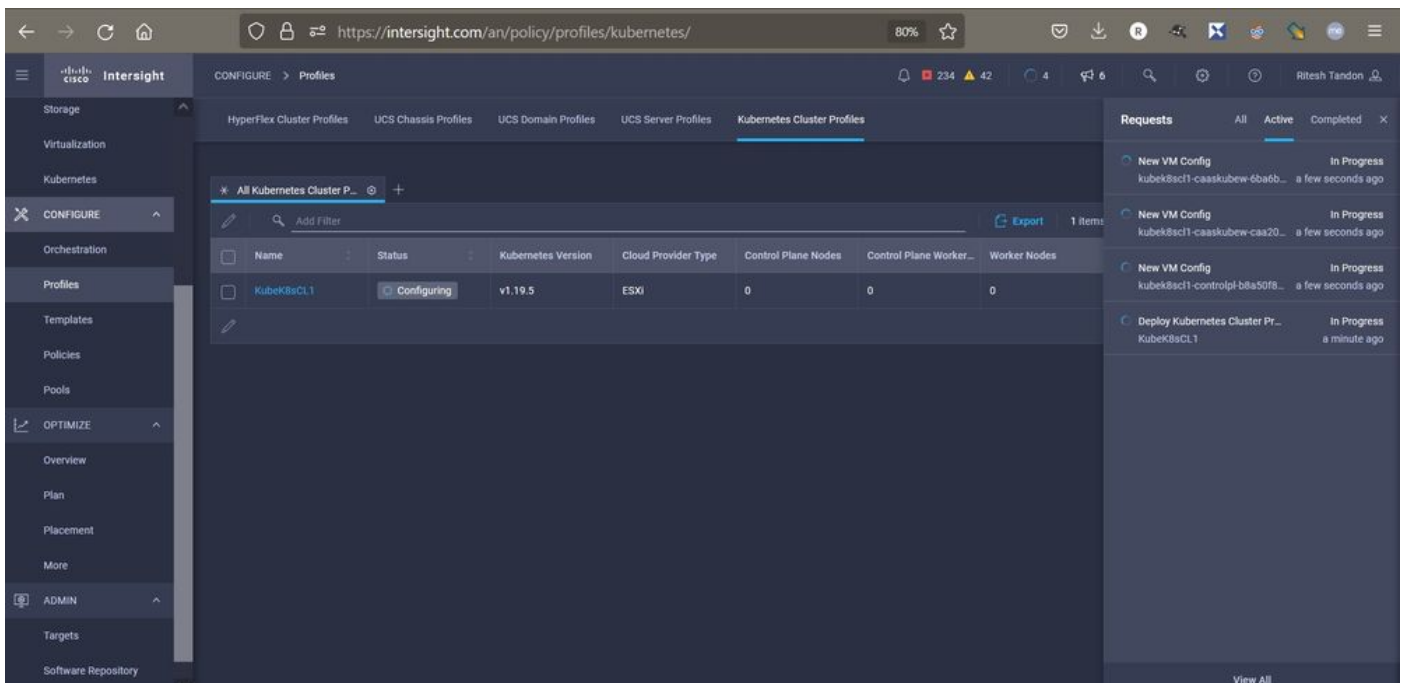 https://intersight.com/an/policy/profiles/kubernetes/ 80% R me
cisco Intersight CONFIGURE > Profiles 234 42 4 6 Ritesh Tandon
Storage
Virtualization
Kubernetes
CONFIGURE
Orchestration
Profiles
Templates
Policies
Pools
OPTIMIZE
Overview
Plan
Placement
More
ADMIN
Targets
Software Repository
HyperFlex Cluster Profiles UCS Chassis Profiles UCS Domain Profiles UCS Server Profiles Kubernetes Cluster Profiles
All Kubernetes Cluster P...
Add Filter Export 1 items
Name Status Kubernetes Version Cloud Provider Type Control Plane Nodes Control Plane Worker... Worker Nodes
KubeK8sCL1 Configuring v1.19.5 ESXi 0 0 0
Requests All Active Completed
New VM Config In Progress
kubek8scl1-caaskubew-6ba6b... a few seconds ago
New VM Config In Progress
kubek8scl1-caaskubew-caa20... a few seconds ago
New VM Config In Progress
kubek8scl1-controlpl-b8a50f8... a few seconds ago
Deploy Kubernetes Cluster Pr... In Progress
KubeK8sCL1 a minute ago
View All